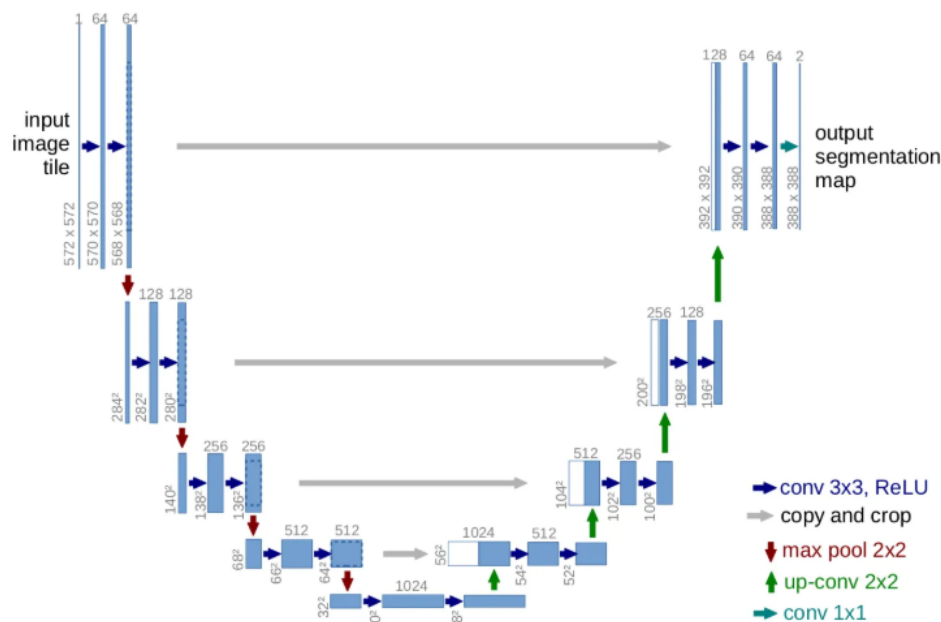 1 64 64
128 64 64 2
input
image
tile
output
segmentation
map
572 x 572
570 x 570
568 x 568
392 x 392
390 x 390
388 x 388
388 x 388
128 128
256 128
284²
282²
280²
200²
198²
196²
256 256
512 256
140²
138²
136²
104²
102²
100²
512 512
1024 512
68²
66²
64²
56²
54²
52²
1024
32²
0²
8²
conv 3x3, ReLU
copy and crop
max pool 2x2
up-conv 2x2
conv 1x1